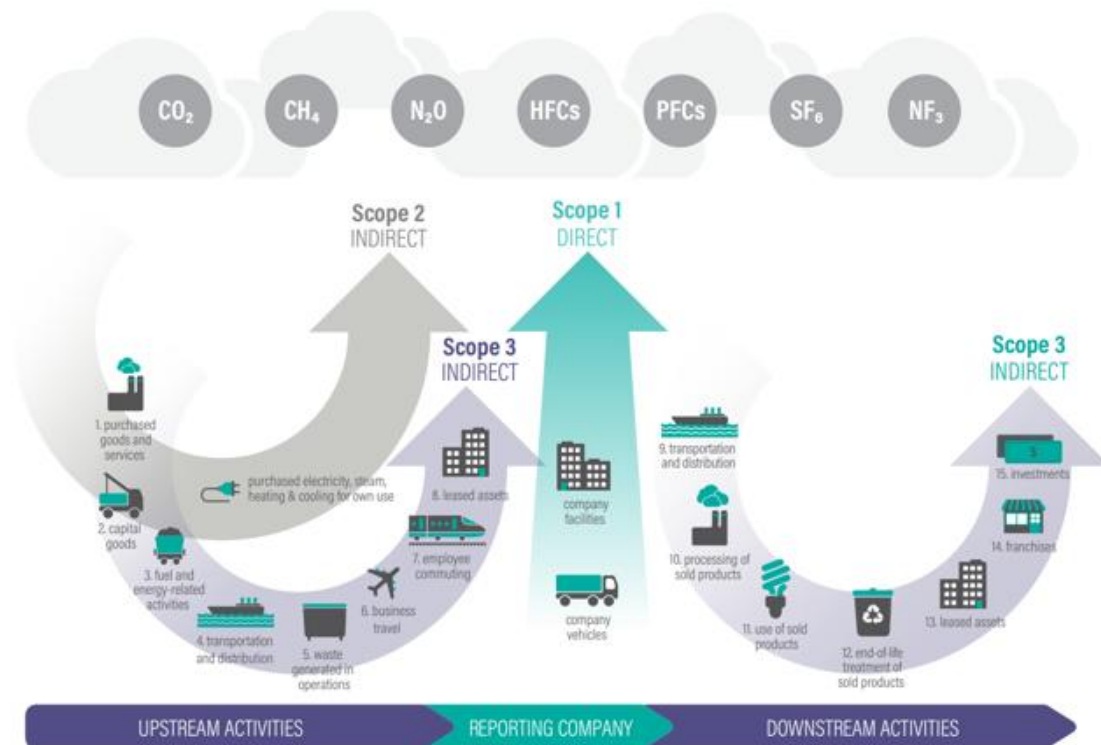 CO₂
CH₄
N₂O
HFCs
PFCs
SF₆
NF₃
Scope 2
INDIRECT
Scope 1
DIRECT
Scope 3
INDIRECT
Scope 3
INDIRECT
1. purchased
goods and
services
2. capital
goods
3. fuel and
energy-related
activities
purchased electricity, steam,
heating & cooling for own use
4. transportation
and distribution
5. waste
generated in
operations
6. business
travel
7. employee
commuting
8. leased assets
company
facilities
company
vehicles
9. transportation
and distribution
10. processing of
sold products
11. use of sold
products
12. end-of-life
treatment of
sold products
13. leased assets
14. franchises
$
15. investments
UPSTREAM ACTIVITIES
REPORTING COMPANY
DOWNSTREAM ACTIVITIES